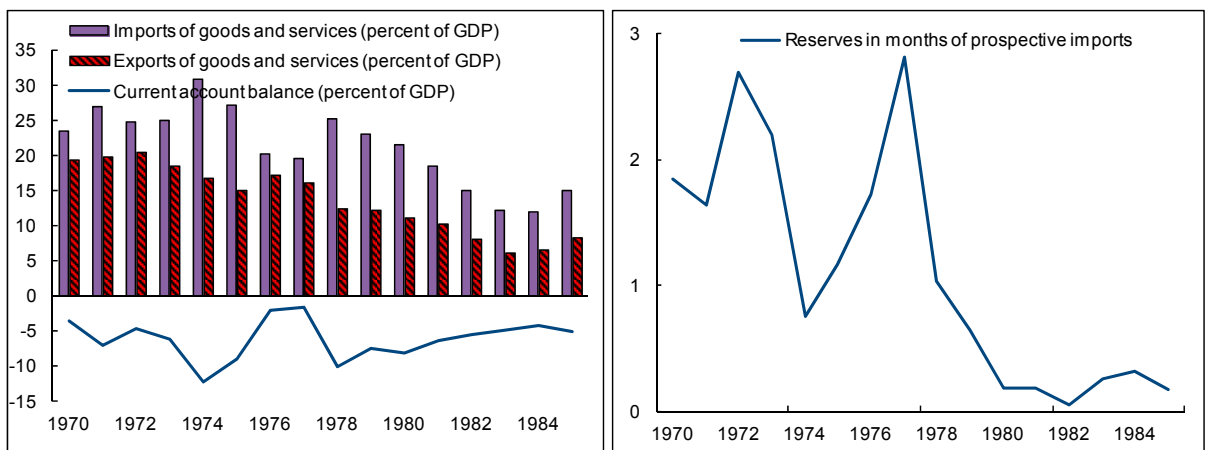 Imports of goods and services (percent of GDP)
Exports of goods and services (percent of GDP)
Current account balance (percent of GDP)
35
30
25
20
15
10
5
0
-5
-10
-15
1970 1972 1974 1976 1978 1980 1982 1984
Reserves in months of prospective imports
3
2
1
0
1970 1972 1974 1976 1978 1980 1982 1984